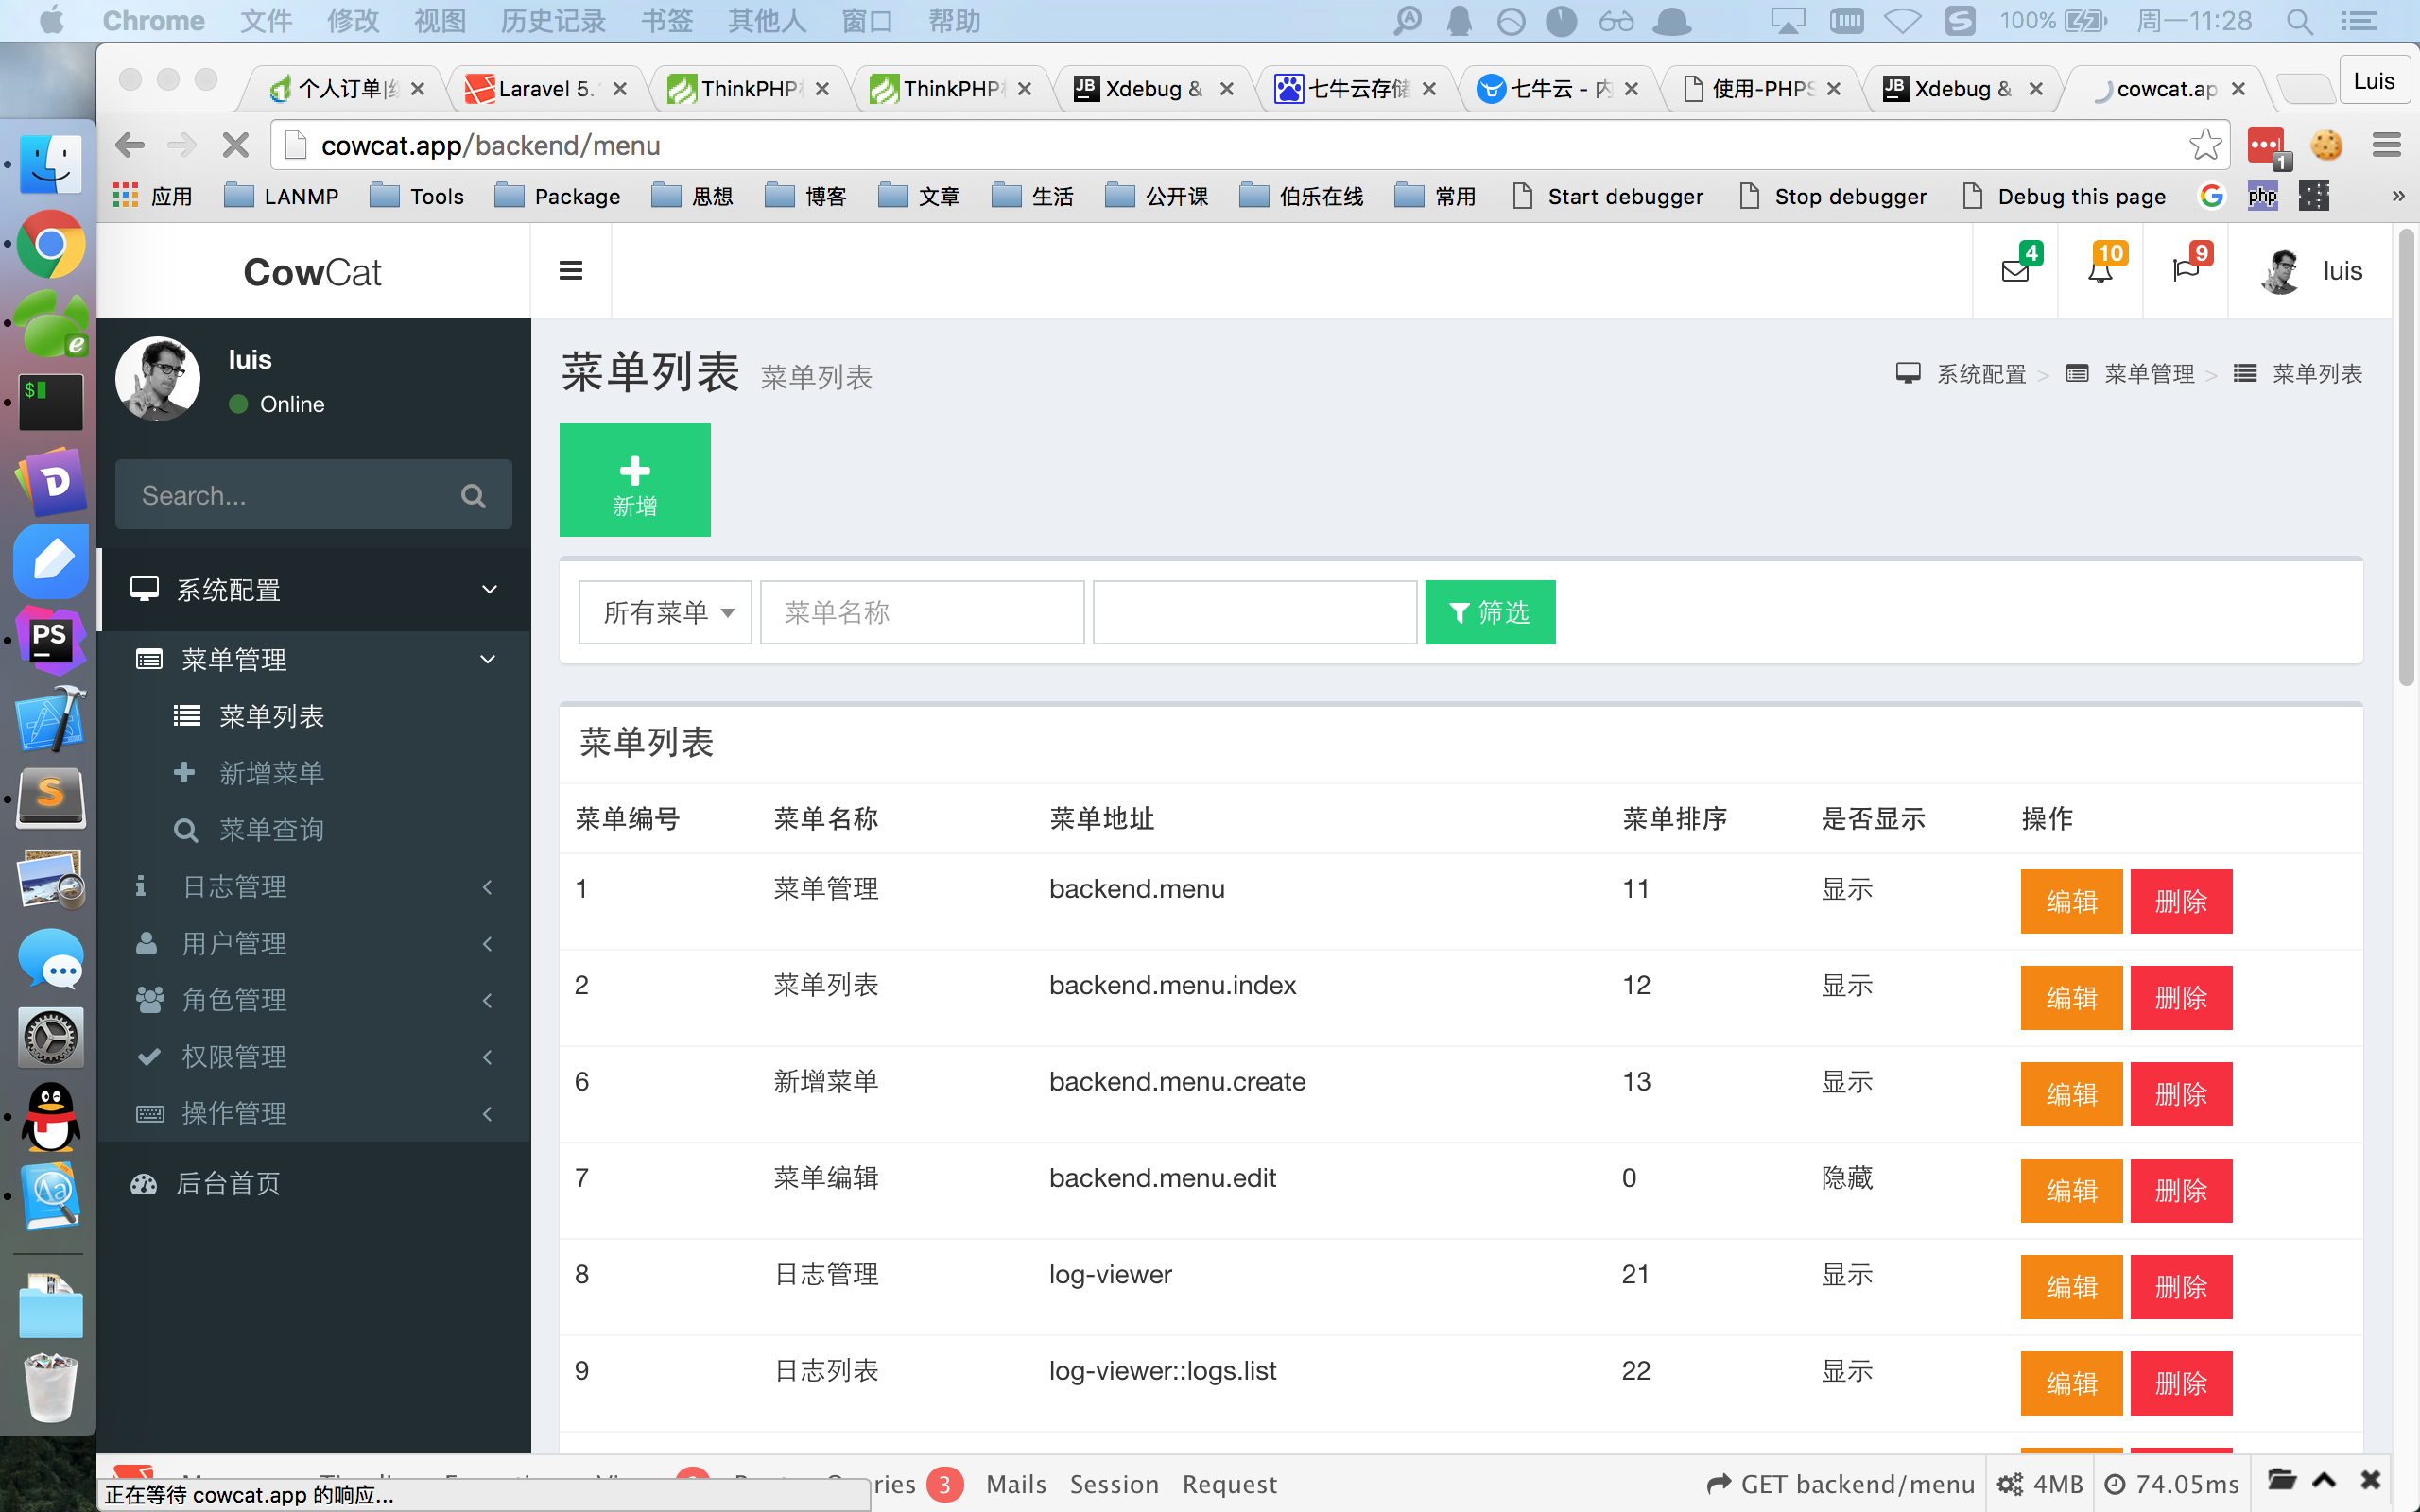 Chrome 文件 修改 视图 历史记录 书签 其他人 窗口 帮助 100% 周一11:28
个人订单 Laravel 5. ThinkPHP ThinkPHP Xdebug & 七牛云存储 七牛云 - 内 使用-PHPS Xdebug & cowcat.ap Luis
cowcat.app/backend/menu 1
应用 LANMP Tools Package 思想 博客 文章 生活 公开课 伯乐在线 常用 Start debugger Stop debugger Debug this page php »
CowCat 4 10 9 luis
luis
Online
Search...
系统配置
菜单管理
菜单列表
新增菜单
菜单查询
日志管理
用户管理
角色管理
权限管理
操作管理
后台首页
菜单列表 菜单列表
系统配置 > 菜单管理 > 菜单列表
新增
所有菜单 菜单名称 筛选
菜单列表
菜单编号 菜单名称 菜单地址 菜单排序 是否显示 操作
1 菜单管理 backend.menu 11 显示 编辑 删除
2 菜单列表 backend.menu.index 12 显示 编辑 删除
6 新增菜单 backend.menu.create 13 显示 编辑 删除
7 菜单编辑 backend.menu.edit 0 隐藏 编辑 删除
8 日志管理 log-viewer 21 显示 编辑 删除
9 日志列表 log-viewer::logs.list 22 显示 编辑 删除
3 Mails Session Request GET backend/menu 4MB 74.05ms
正在等待 cowcat.app 的响应...